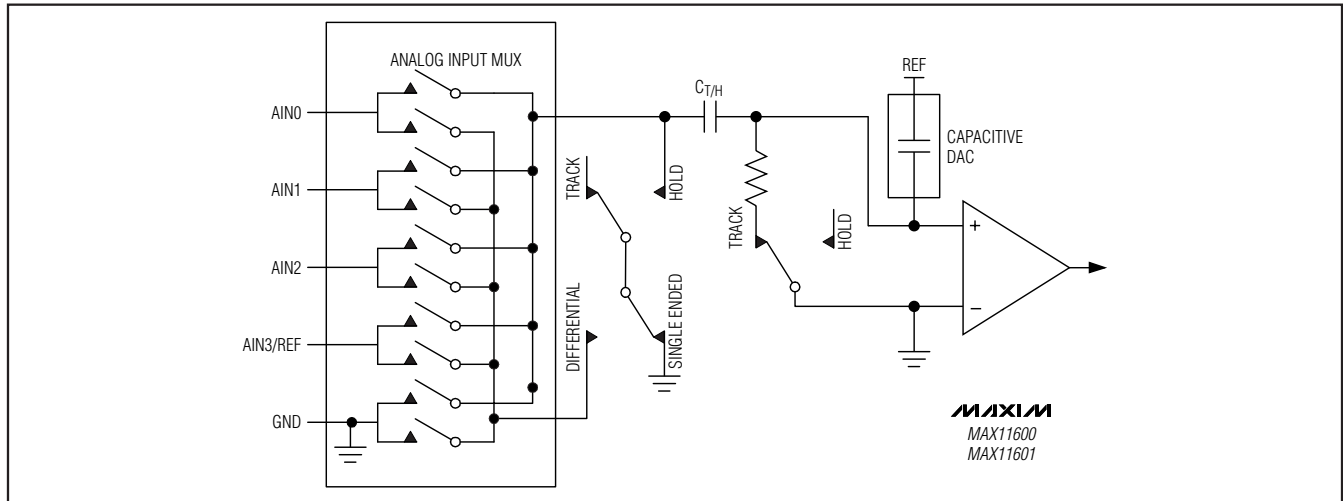 ANALOG INPUT MUX
AIN0
AIN1
AIN2
AIN3/REF
GND
TRACK
HOLD
DIFFERENTIAL
SINGLE ENDED
CT/H
TRACK
HOLD
REF
CAPACITIVE
DAC
+
−
MAXIM
MAX11600
MAX11601